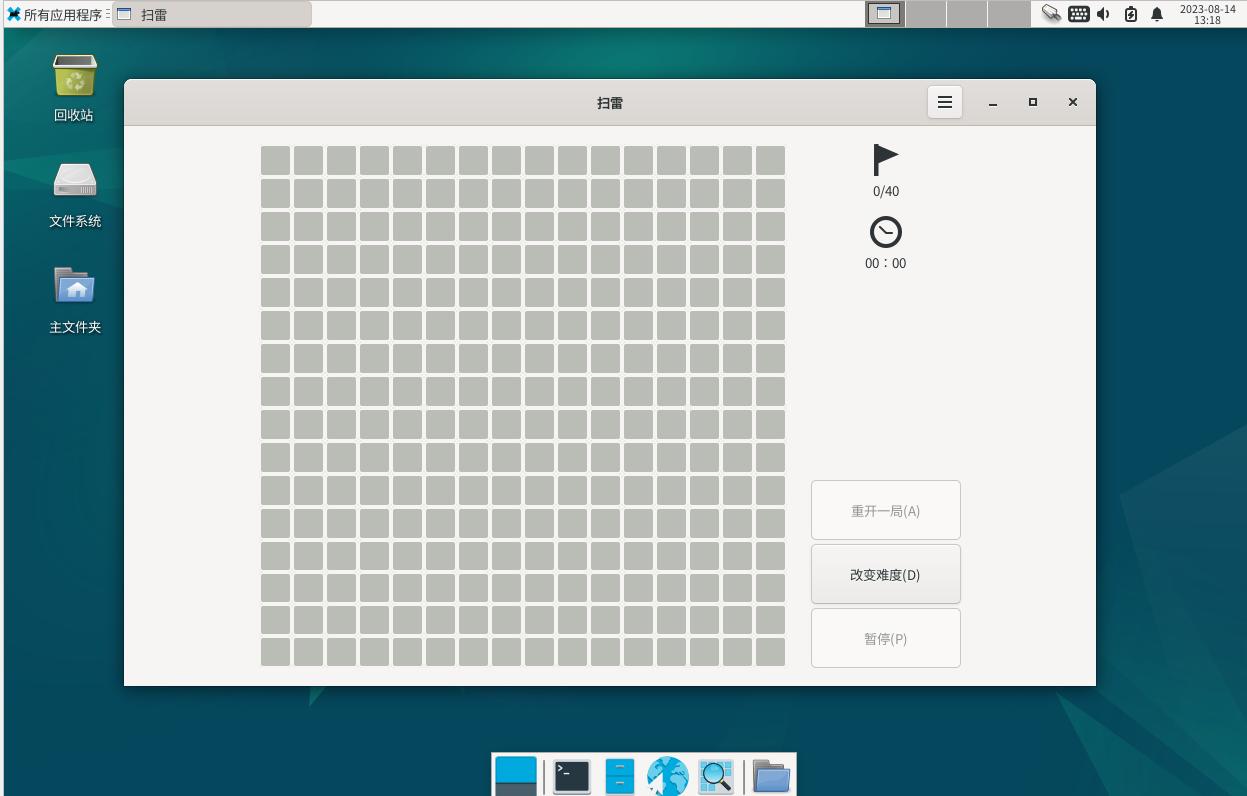 所有应用程序
扫雷
2023-08-14
13:18
回收站
扫雷
0/40
文件系统
00：00
主文件夹
重开一局(A)
改变难度(D)
暂停(P)
>_